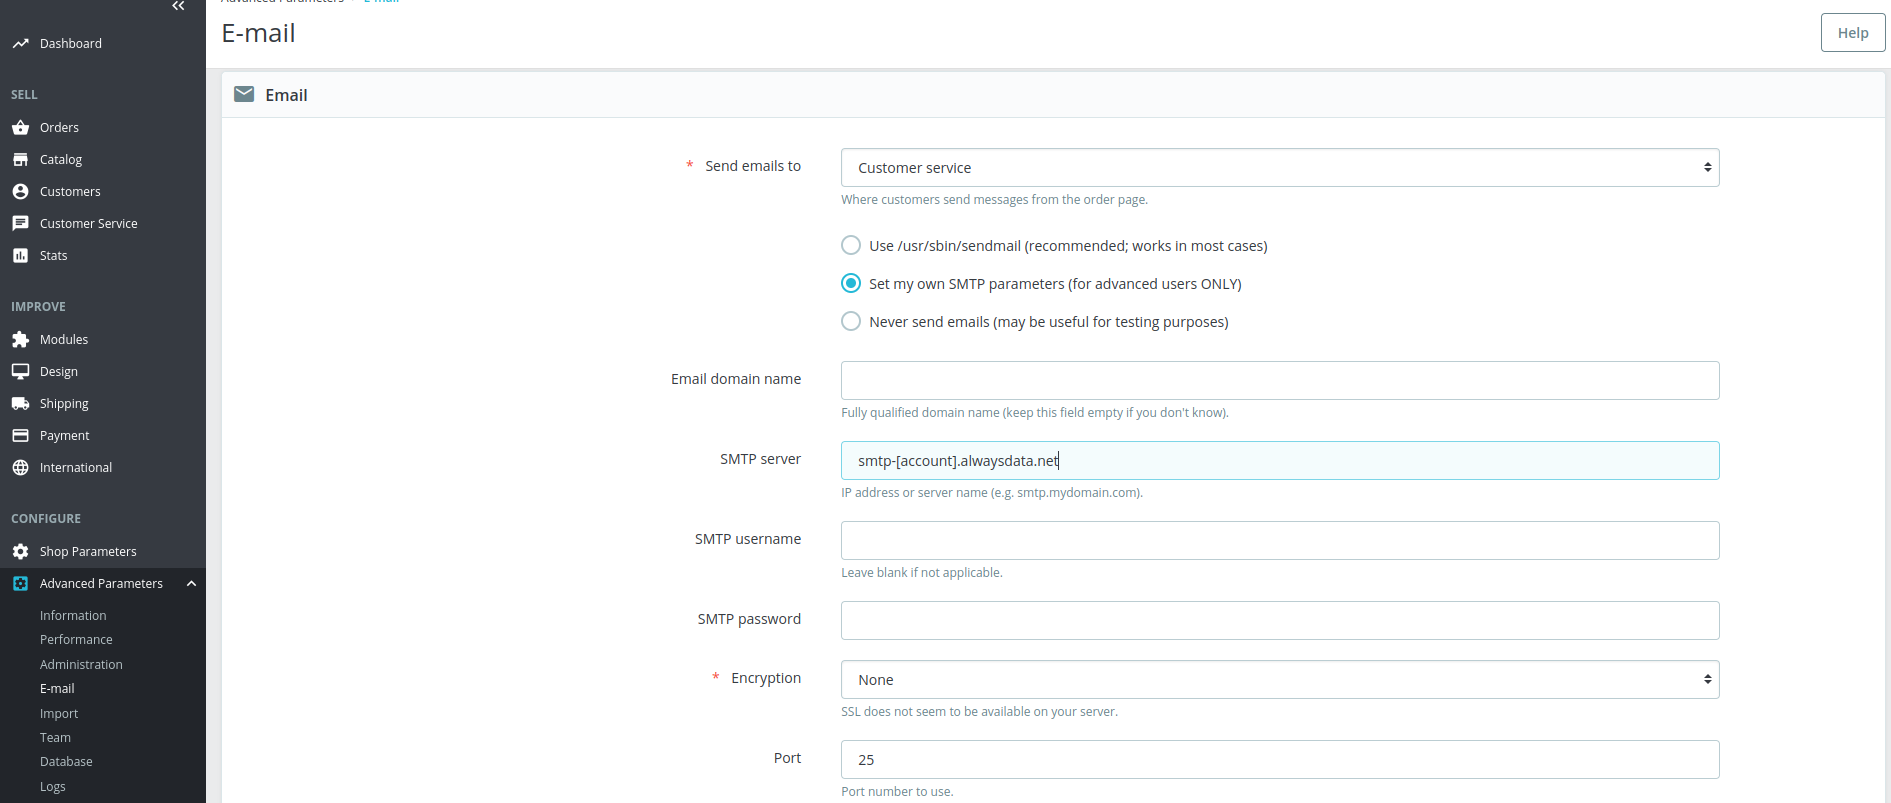 Advanced Parameters E-mail
E-mail
Help
Dashboard
SELL
Orders
Catalog
Customers
Customer Service
Stats
IMPROVE
Modules
Design
Shipping
Payment
International
CONFIGURE
Shop Parameters
Advanced Parameters
Information
Performance
Administration
E-mail
Import
Team
Database
Logs
Email
* Send emails to
Customer service
Where customers send messages from the order page.
Use /usr/sbin/sendmail (recommended; works in most cases)
Set my own SMTP parameters (for advanced users ONLY)
Never send emails (may be useful for testing purposes)
Email domain name
Fully qualified domain name (keep this field empty if you don't know).
SMTP server
smtp-[account].alwaysdata.net
IP address or server name (e.g. smtp.mydomain.com).
SMTP username
Leave blank if not applicable.
SMTP password
* Encryption
None
SSL does not seem to be available on your server.
Port
25
Port number to use.